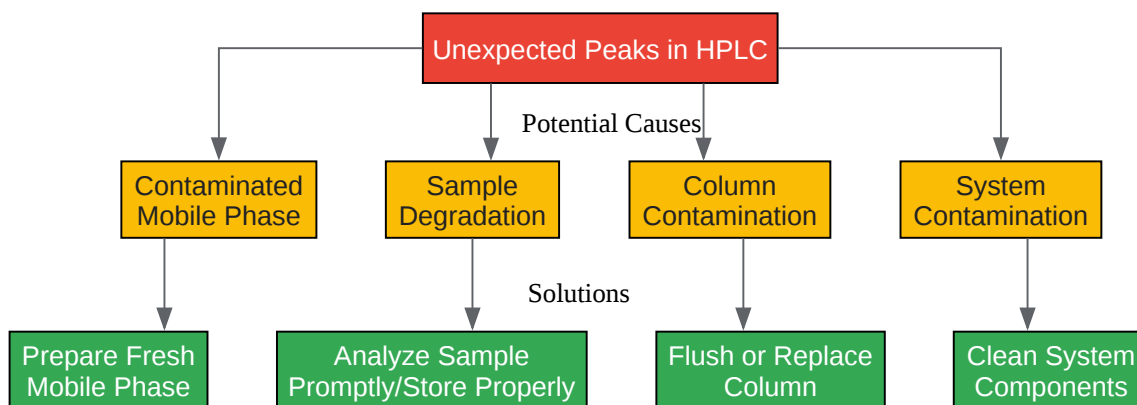 Unexpected Peaks in HPLC
Potential Causes
Contaminated
Mobile Phase
Sample
Degradation
Column
Contamination
System
Contamination
Solutions
Prepare Fresh
Mobile Phase
Analyze Sample
Promptly/Store Properly
Flush or Replace
Column
Clean System
Components